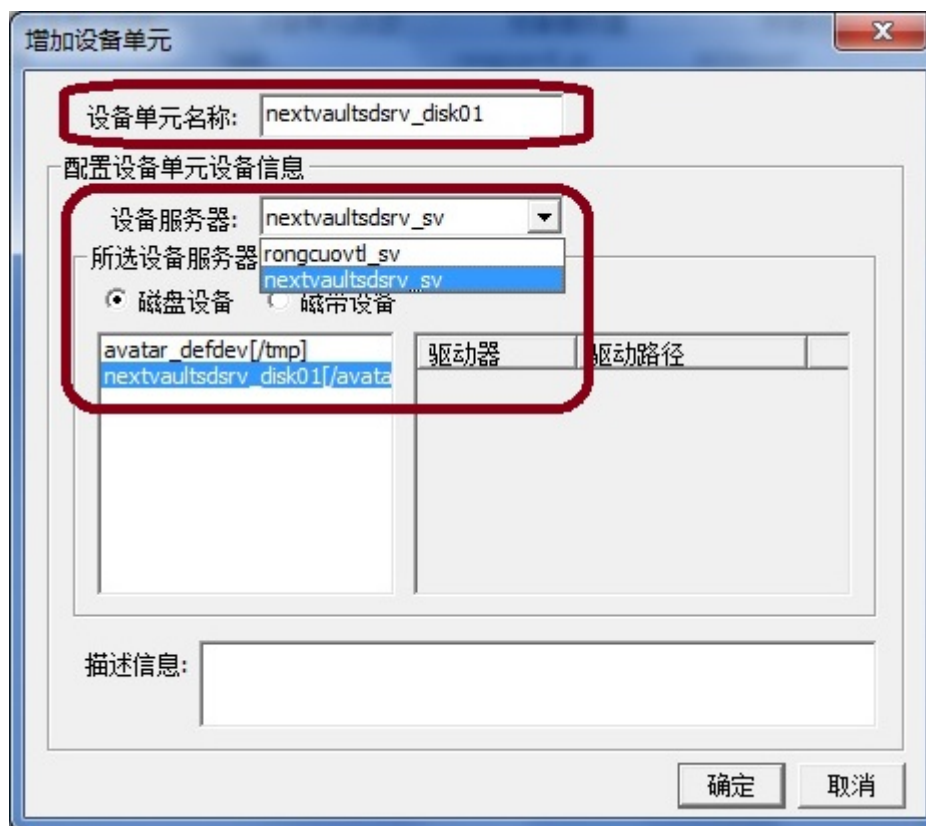 增加设备单元
设备单元名称: nextvaultsdsrv_disk01
配置设备单元设备信息
设备服务器: nextvaultsdsrv_sv
rongcuovtl_sv
nextvaultsdsrv_sv
所选设备服务器
磁盘设备 磁带设备
avatar_defdev[/tmp]
nextvaultsdsrv_disk01[/avata
驱动器 驱动路径
描述信息:
确定 取消